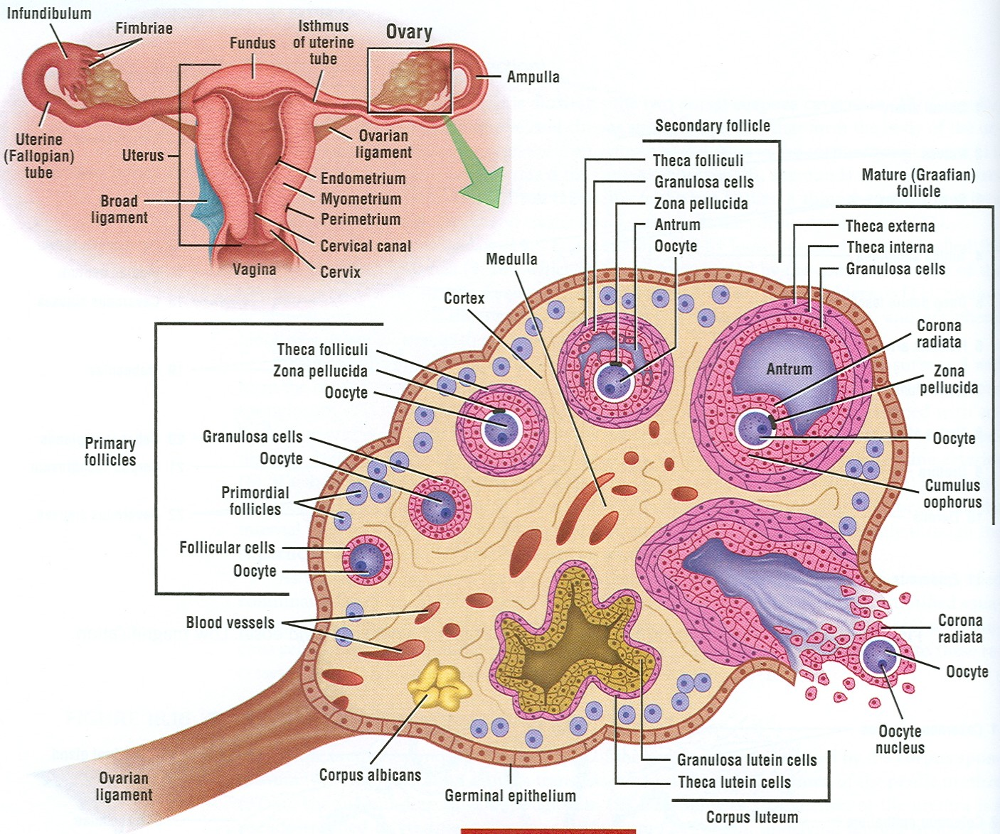 Infundibulum
Fimbriae
Fundus
Isthmus
of uterine
tube
Ovary
Ampulla
Uterine
(Fallopian)
tube
Uterus
Ovarian
ligament
Endometrium
Myometrium
Perimetrium
Broad
ligament
Cervical canal
Cervix
Vagina
Secondary follicle
Theca folliculi
Granulosa cells
Zona pellucida
Antrum
Oocyte
Mature (Graafian)
follicle
Theca externa
Theca interna
Granulosa cells
Corona
radiata
Antrum
Zona
pellucida
Oocyte
Cumulus
oophorus
Medulla
Cortex
Primary
follicles
Theca folliculi
Zona pellucida
Oocyte
Granulosa cells
Oocyte
Primordial
follicles
Follicular cells
Oocyte
Blood vessels
Corona
radiata
Oocyte
Oocyte
nucleus
Granulosa lutein cells
Theca lutein cells
Corpus luteum
Corpus albicans
Germinal epithelium
Ovarian
ligament